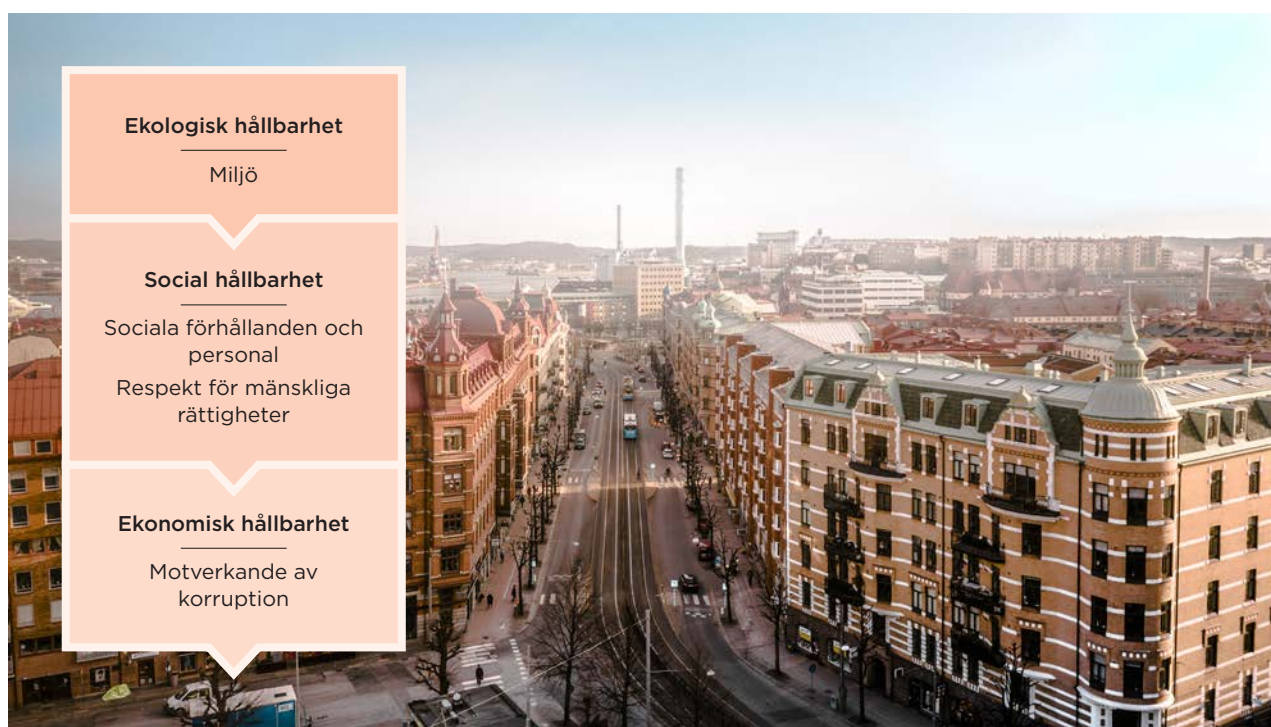 Ekologisk hållbarhet
Miljö
Social hållbarhet
Sociala förhållanden och
personal
Respekt för mänskliga
rättigheter
Ekonomisk hållbarhet
Motverkande av
korruption